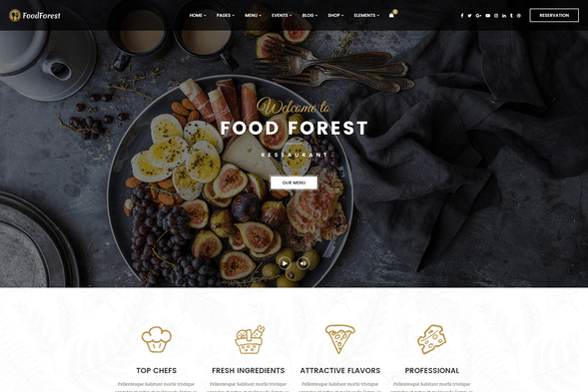 FoodForest
HOME PAGES MENU EVENTS BLOG SHOP ELEMENTS
RESERVATION
Welcome to
FOOD FOREST
RESTAURANT
OUR MENU
TOP CHEFS
FRESH INGREDIENTS
ATTRACTIVE FLAVORS
PROFESSIONAL
Pellentesque habitant morbi tristique
Pellentesque habitant morbi tristique
Pellentesque habitant morbi tristique
Pellentesque habitant morbi tristique